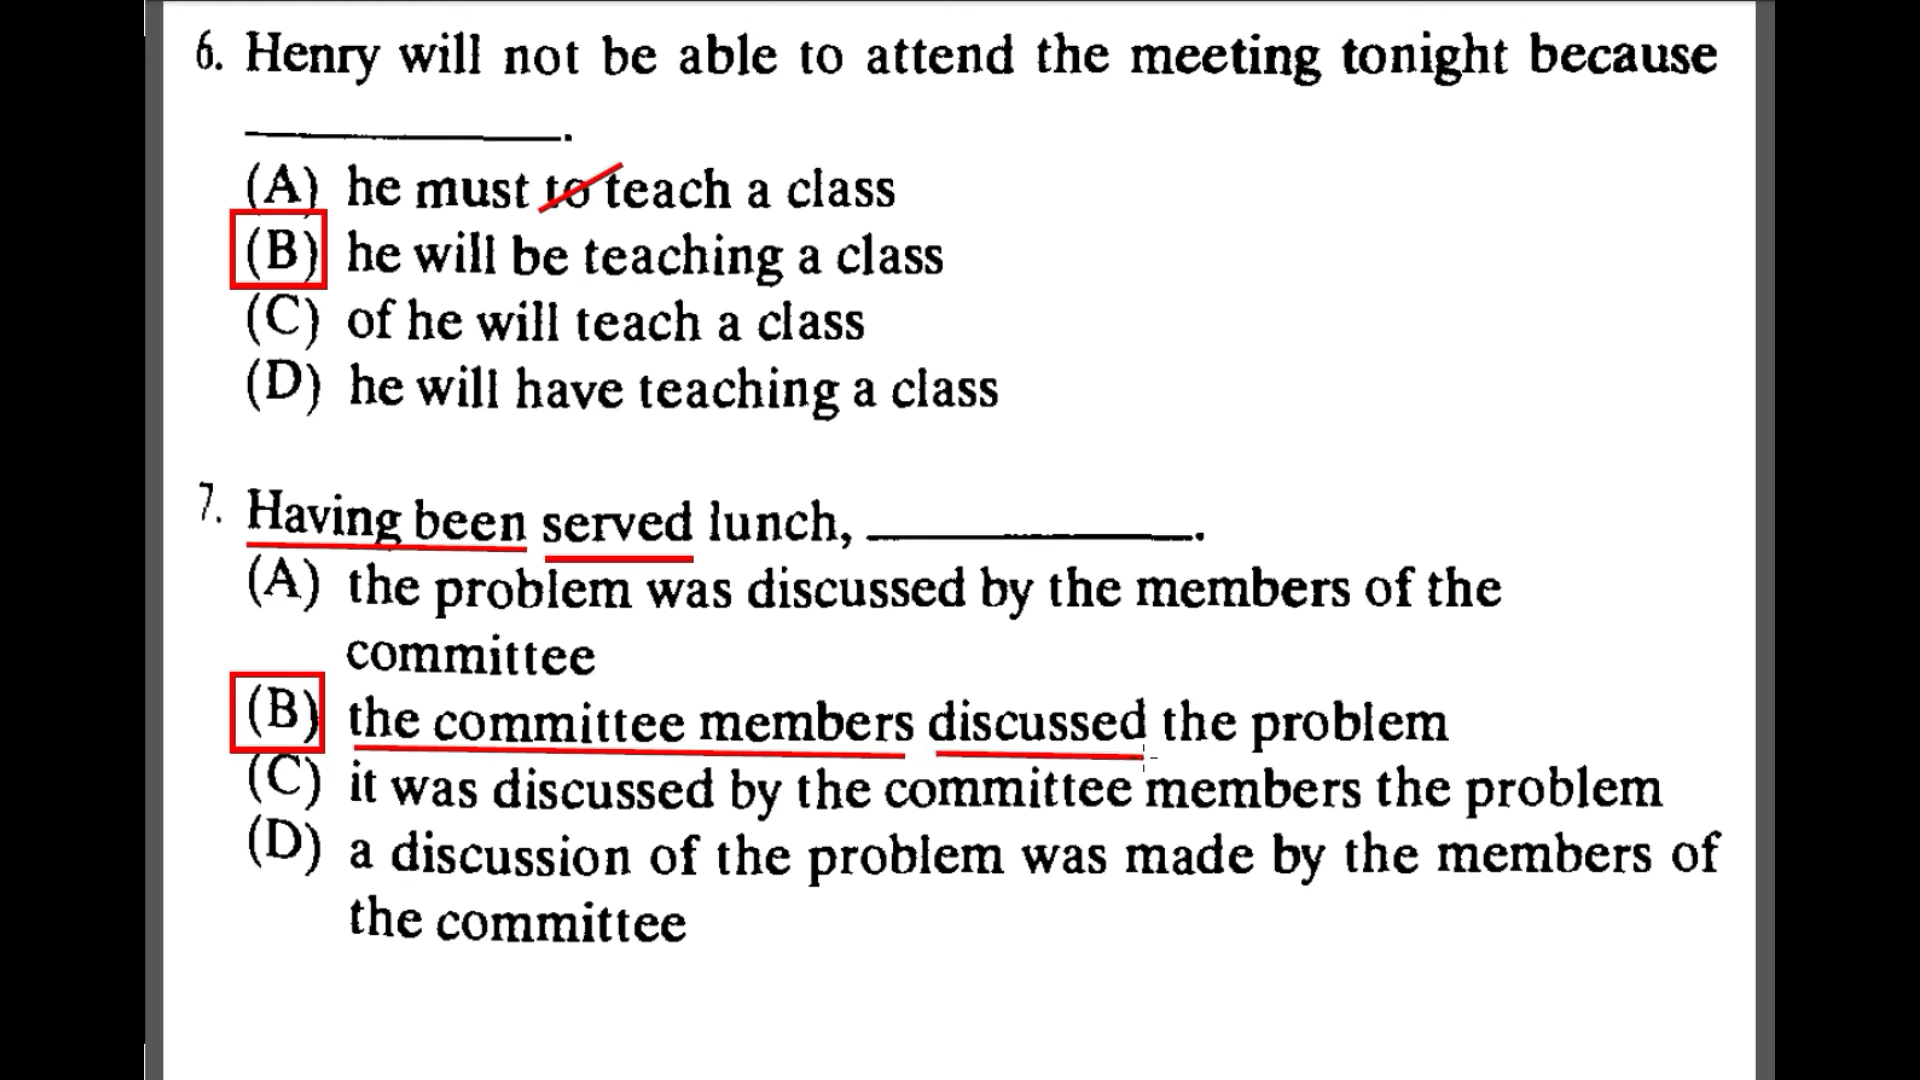 6. Henry will not be able to attend the meeting tonight because
.
(A) he must to teach a class
(B) he will be teaching a class
(C) of he will teach a class
(D) he will have teaching a class
7. Having been served lunch, .
(A) the problem was discussed by the members of the
committee
(B) the committee members discussed the problem
(C) it was discussed by the committee members the problem
(D) a discussion of the problem was made by the members of
the committee